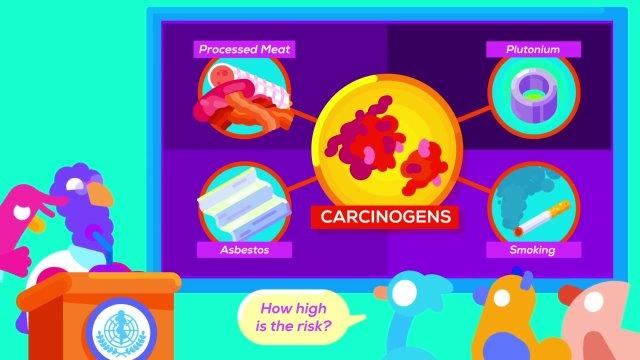 Processed Meat
Plutonium
CARCINOGENS
Asbestos
Smoking
How high
is the risk?